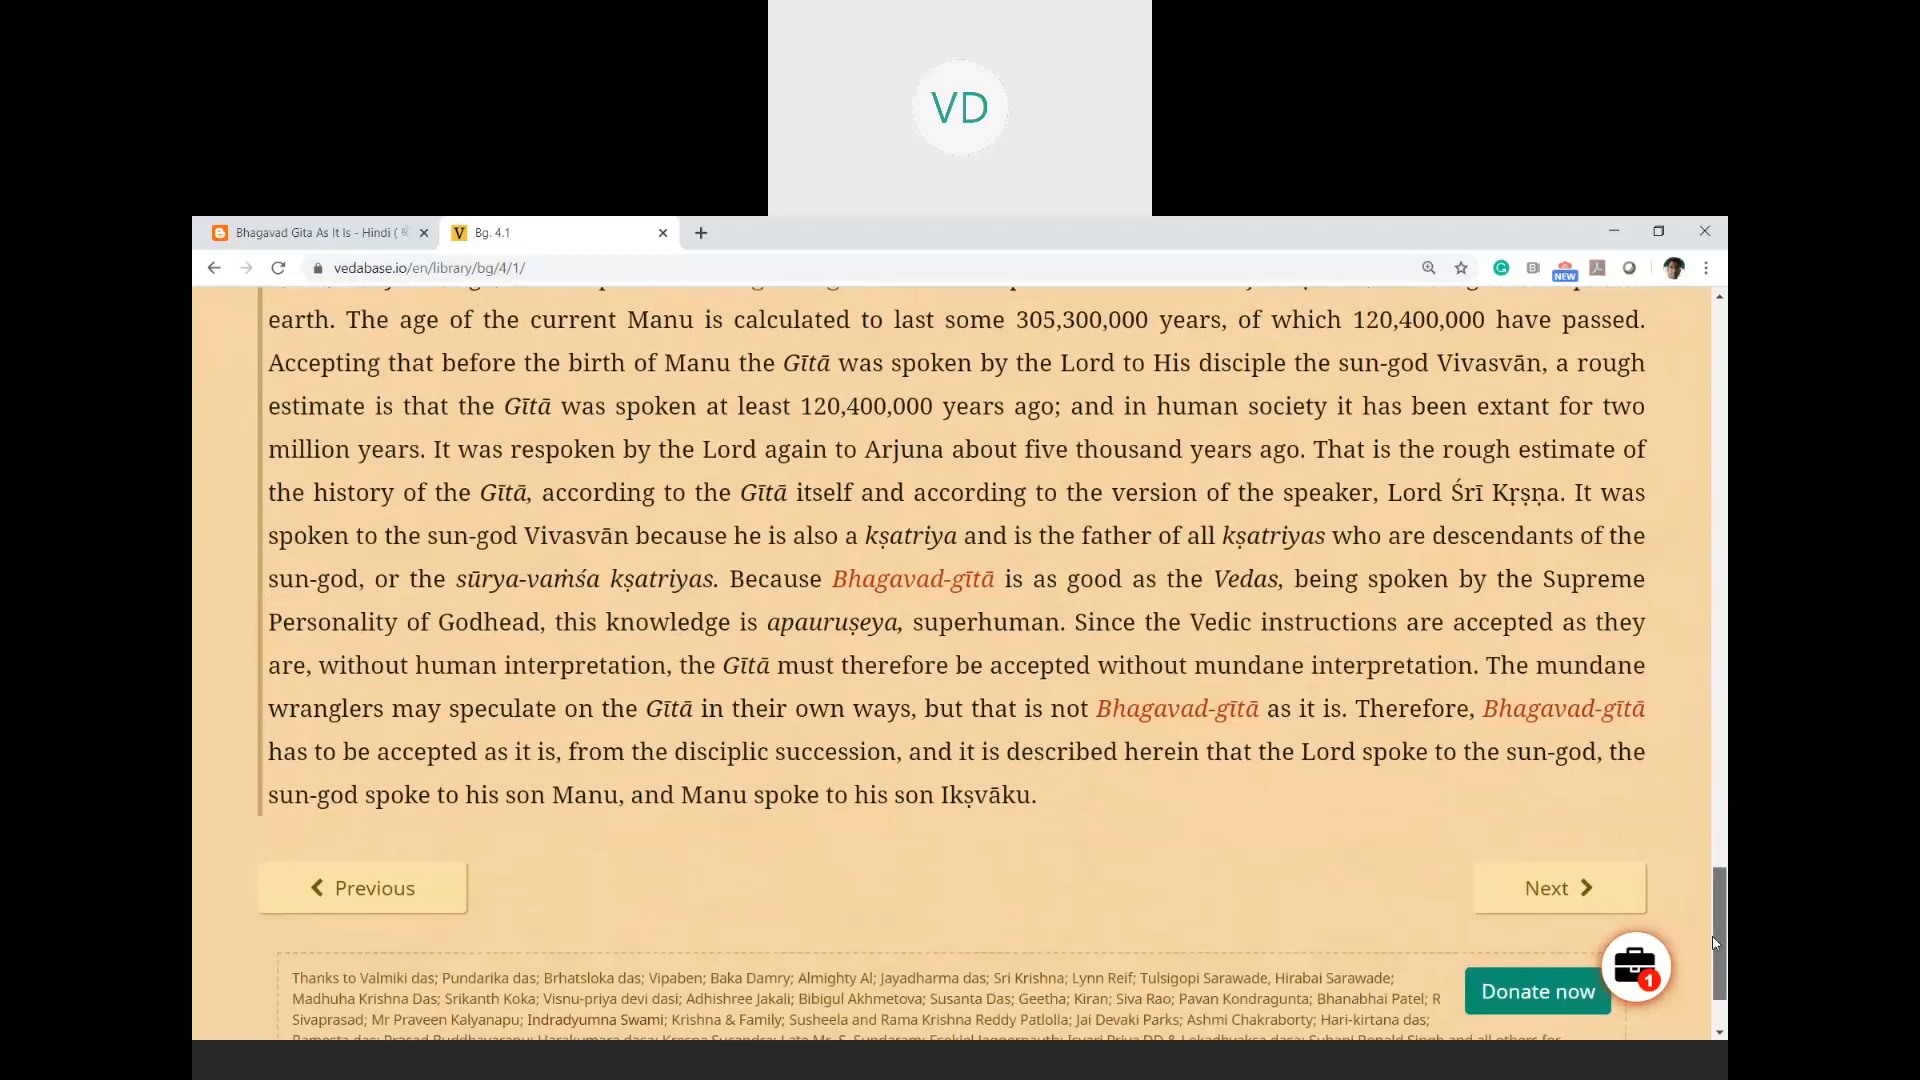 VD
Bhagavad Gita As It Is - Hindi (
Bg. 4.1
vedabase.io/en/library/bg/4/1/
NEW
earth. The age of the current Manu is calculated to last some 305,300,000 years, of which 120,400,000 have passed.
Accepting that before the birth of Manu the Gītā was spoken by the Lord to His disciple the sun-god Vivasvān, a rough
estimate is that the Gītā was spoken at least 120,400,000 years ago; and in human society it has been extant for two
million years. It was respoken by the Lord again to Arjuna about five thousand years ago. That is the rough estimate of
the history of the Gītā, according to the Gītā itself and according to the version of the speaker, Lord Śrī Kṛṣṇa. It was
spoken to the sun-god Vivasvān because he is also a kṣatriya and is the father of all kṣatriyas who are descendants of the
sun-god, or the sūrya-vaṁśa kṣatriyas. Because Bhagavad-gītā is as good as the Vedas, being spoken by the Supreme
Personality of Godhead, this knowledge is apauruṣeya, superhuman. Since the Vedic instructions are accepted as they
are, without human interpretation, the Gītā must therefore be accepted without mundane interpretation. The mundane
wranglers may speculate on the Gītā in their own ways, but that is not Bhagavad-gītā as it is. Therefore, Bhagavad-gītā
has to be accepted as it is, from the disciplic succession, and it is described herein that the Lord spoke to the sun-god, the
sun-god spoke to his son Manu, and Manu spoke to his son Ikṣvāku.
Previous
Next
Thanks to Valmiki das; Pundarika das; Brhatsloka das; Vipaben; Baka Damry; Almighty Al; Jayadharma das; Sri Krishna; Lynn Reif; Tulsigopi Sarawade, Hirabai Sarawade;
Madhuha Krishna Das; Srikanth Koka; Visnu-priya devi dasi; Adhishree Jakali; Bibigul Akhmetova; Susanta Das; Geetha; Kiran; Siva Rao; Pavan Kondragunta; Bhanabhai Patel; R
Sivaprasad; Mr Praveen Kalyanapu; Indradyumna Swami; Krishna & Family; Susheela and Rama Krishna Reddy Patlolla; Jai Devaki Parks; Ashmi Chakraborty; Hari-kirtana das;
Donate now
1